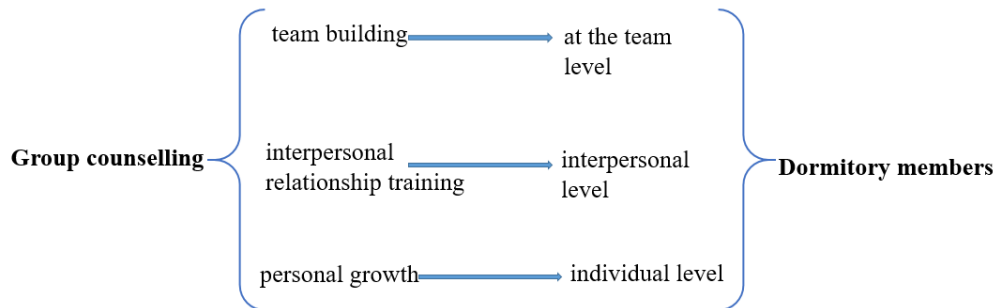 team building
at the team
level
Group counselling
interpersonal
relationship training
interpersonal
level
Dormitory members
personal growth
individual level